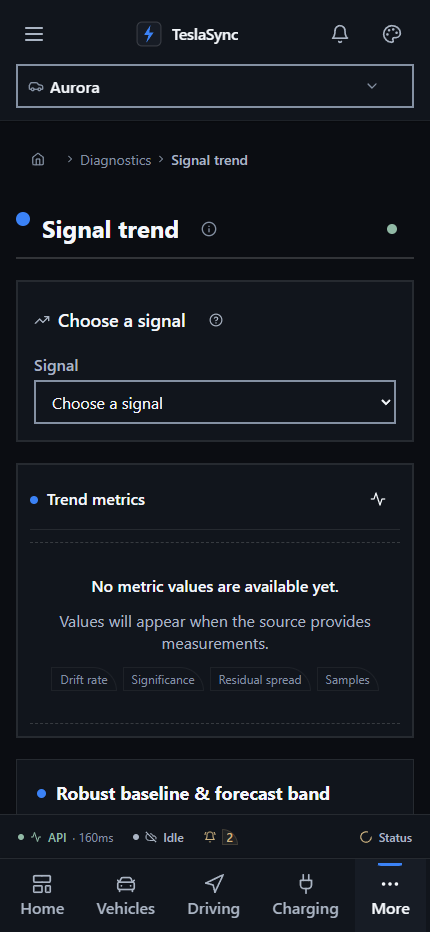 TeslaSync
Aurora
Diagnostics
Signal trend
Signal trend
Choose a signal
Signal
Choose a signal
Trend metrics
No metric values are available yet.
Values will appear when the source provides
measurements.
Drift rate Significance Residual spread Samples
Robust baseline & forecast band
API · 160ms Idle 2 Status
Home Vehicles Driving Charging More